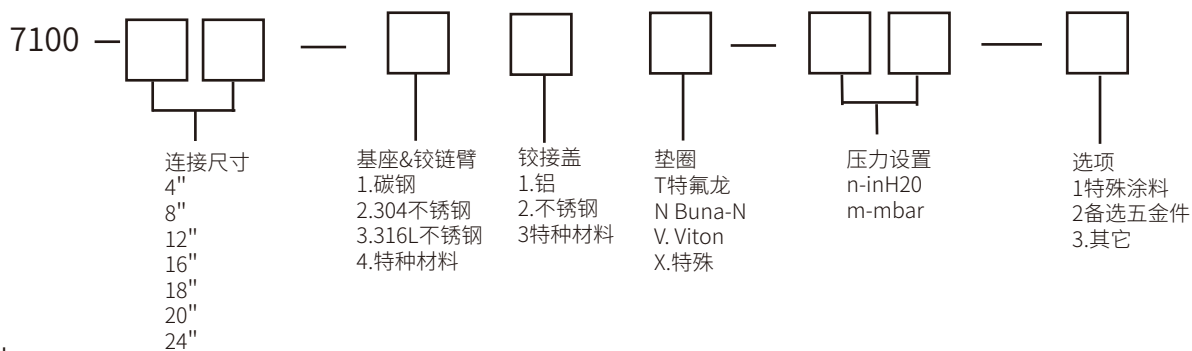 7100 —
连接尺寸
4"
8"
12"
16"
18"
20"
24"
基座&铰链臂
1.碳钢
2.304不锈钢
3.316L不锈钢
4.特种材料
铰接盖
1.铝
2.不锈钢
3特种材料
垫圈
T特氟龙
N Buna-N
V. Viton
X.特殊
压力设置
n-inH20
m-mbar
选项
1特殊涂料
2备选五金件
3.其它